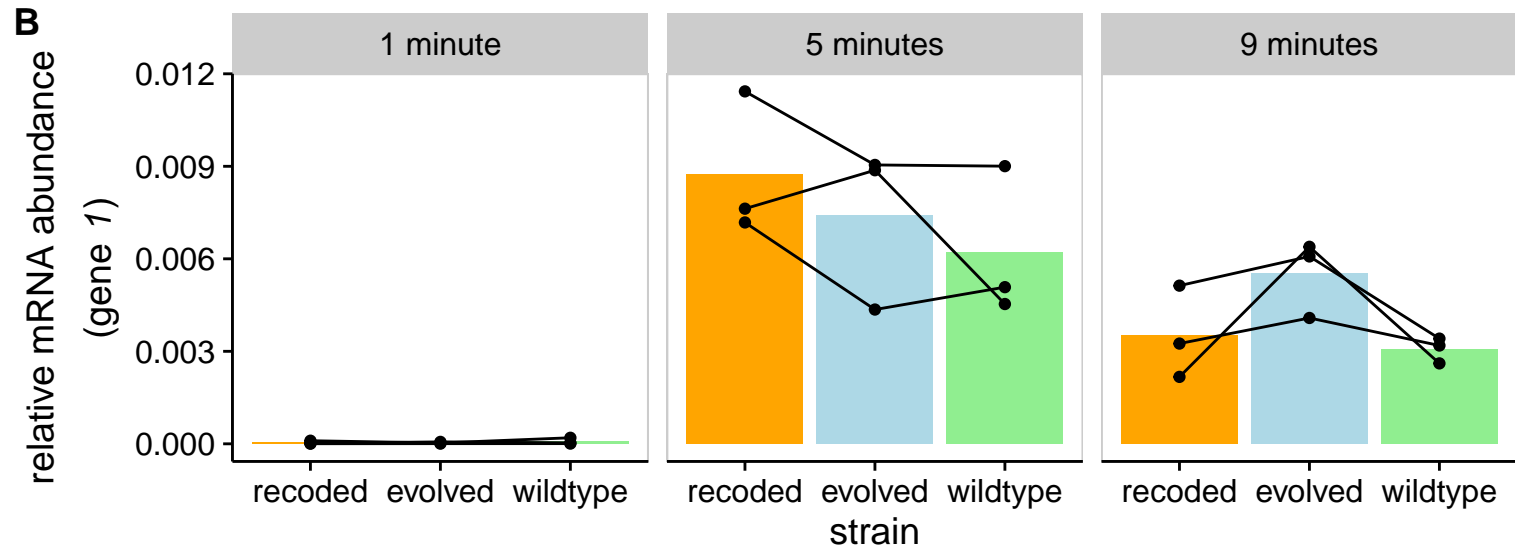 B
relative mRNA abundance
(gene 1)
1 minute
5 minutes
9 minutes
0.012
0.009
0.006
0.003
0.000
recoded evolved wildtype
recoded evolved wildtype
recoded evolved wildtype
strain